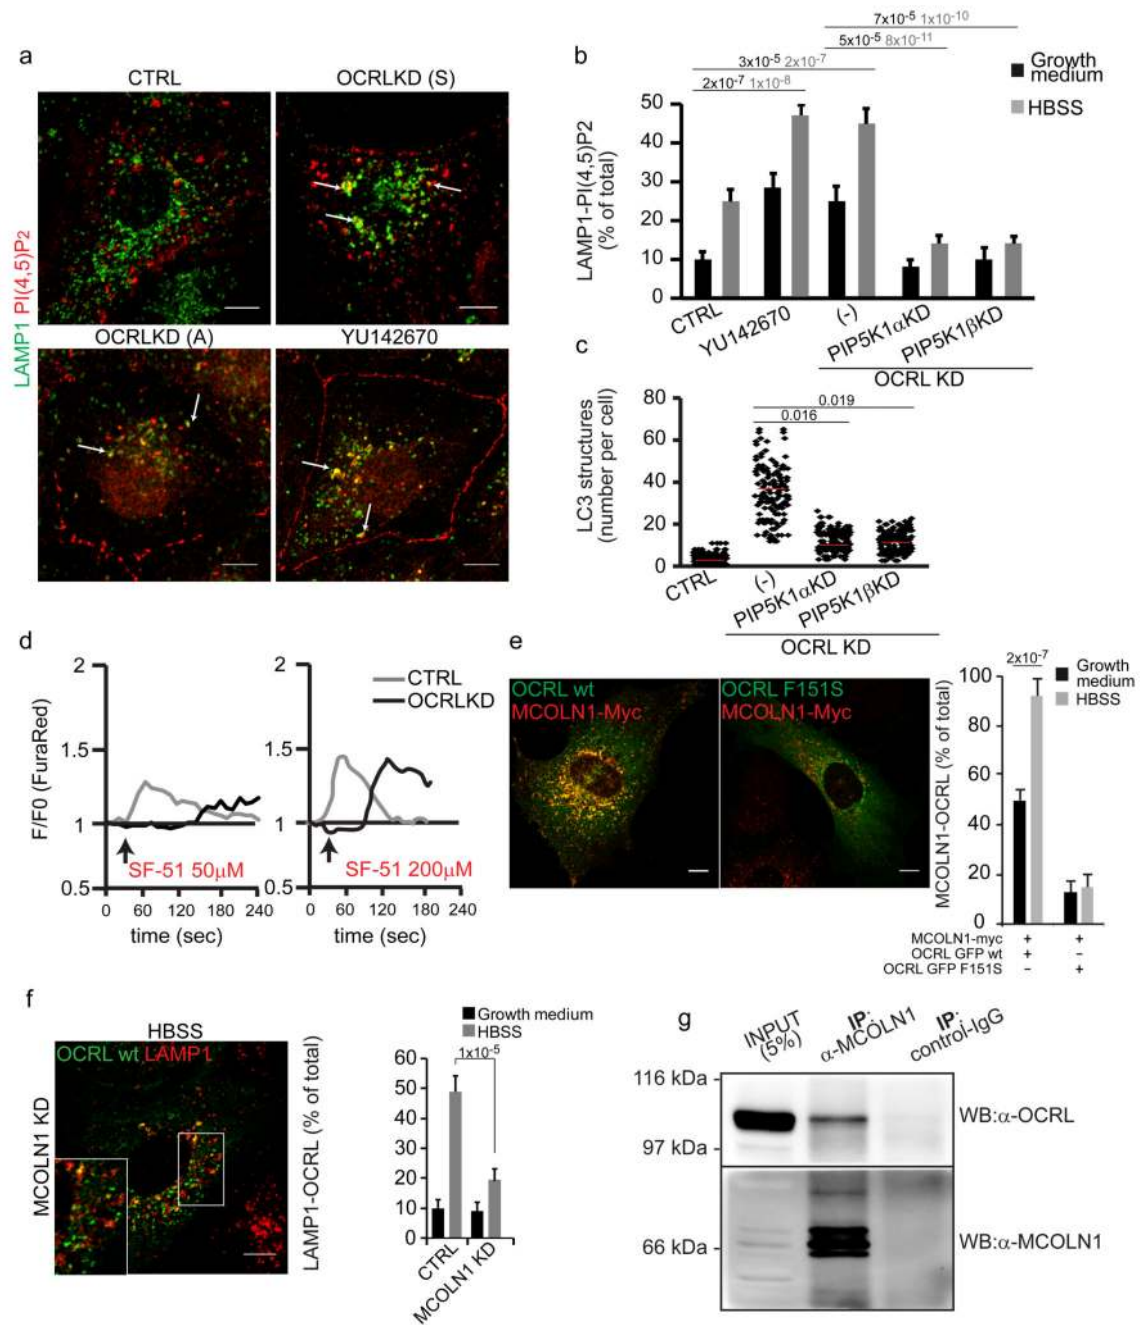 a
CTRL
OCRLKD (S)
OCRLKD (A)
YU142670
LAMP1 PI(4,5)P2
b
7x10-5 1x10-10
5x10-5 8x10-11
3x10-5 2x10-7
2x10-7 1x10-8
Growth
medium
HBSS
LAMP1-PI(4,5)P2
(% of total)
50
40
30
20
10
0
CTRL
YU142670
(-)
PIP5K1αKD
PIP5K1βKD
OCRL KD
c
0.019
0.016
LC3 structures
(number per cell)
80
60
40
20
0
CTRL
(-)
PIP5K1αKD
PIP5K1βKD
OCRL KD
d
F/F0 (FuraRed)
2
1.5
1
0.5
SF-51 50µM
0 60 120 180 240
time (sec)
2
1.5
1
0.5
CTRL
OCRLKD
SF-51 200µM
0 60 120 180 240
time (sec)
e
OCRL wt
MCOLN1-Myc
OCRL F151S
MCOLN1-Myc
2x10-7
Growth
medium
HBSS
MCOLN1-OCRL (% of total)
100
80
60
40
20
0
MCOLN1-myc + +
OCRL GFP wt + -
OCRL GFP F151S - +
f
HBSS
OCRL wt LAMP1
MCOLN1 KD
Growth medium
HBSS
1x10-5
LAMP1-OCRL (% of total)
60
50
40
30
20
10
0
CTRL
MCOLN1 KD
g
INPUT
(5%)
IP:
α-MCOLN1
IP:
control-IgG
116 kDa
97 kDa
66 kDa
WB:α-OCRL
WB:α-MCOLN1